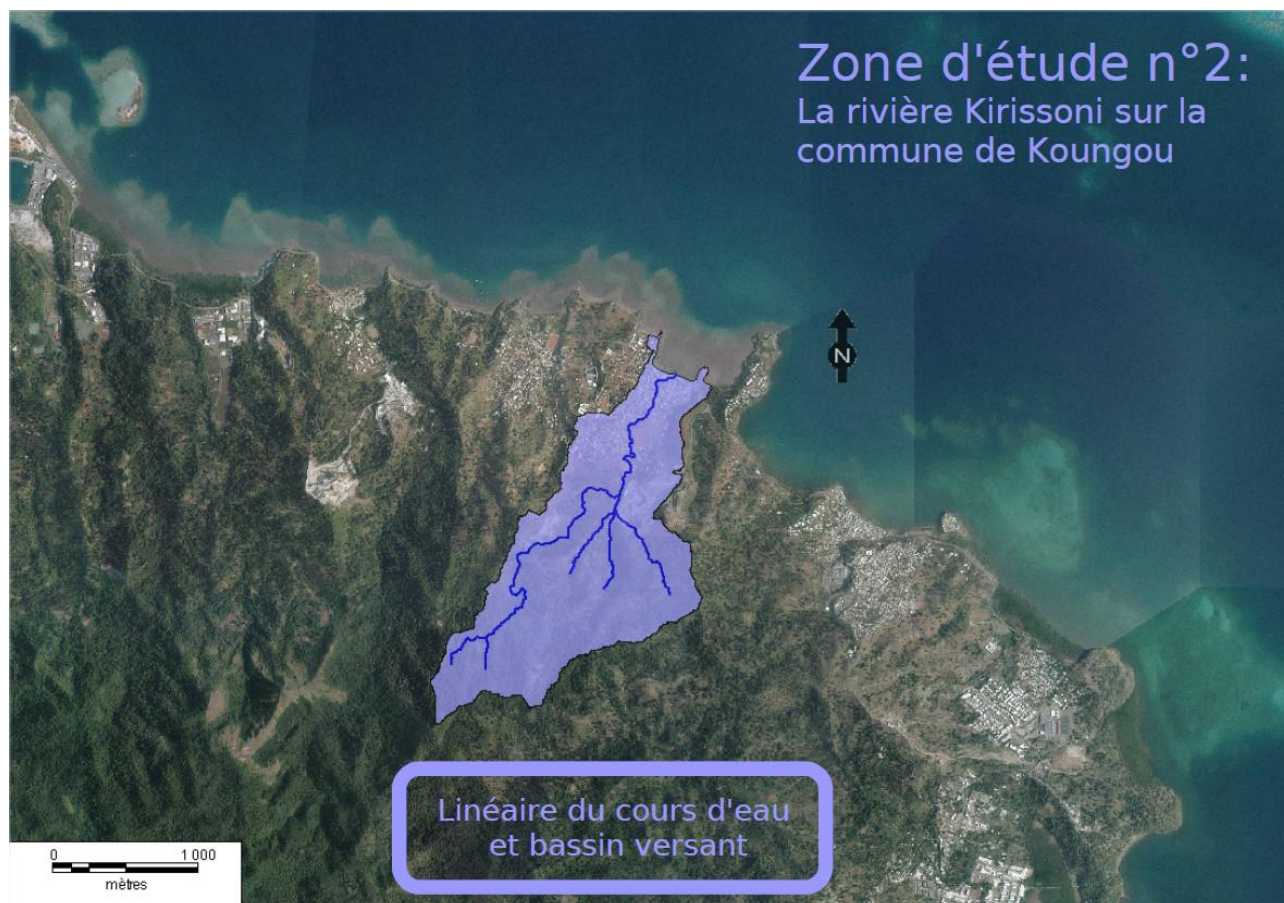 Zone d'étude n°2:
La rivière Kirissoni sur la
commune de Koungou
N
Linéaire du cours d'eau
et bassin versant
0 1 000
mètres